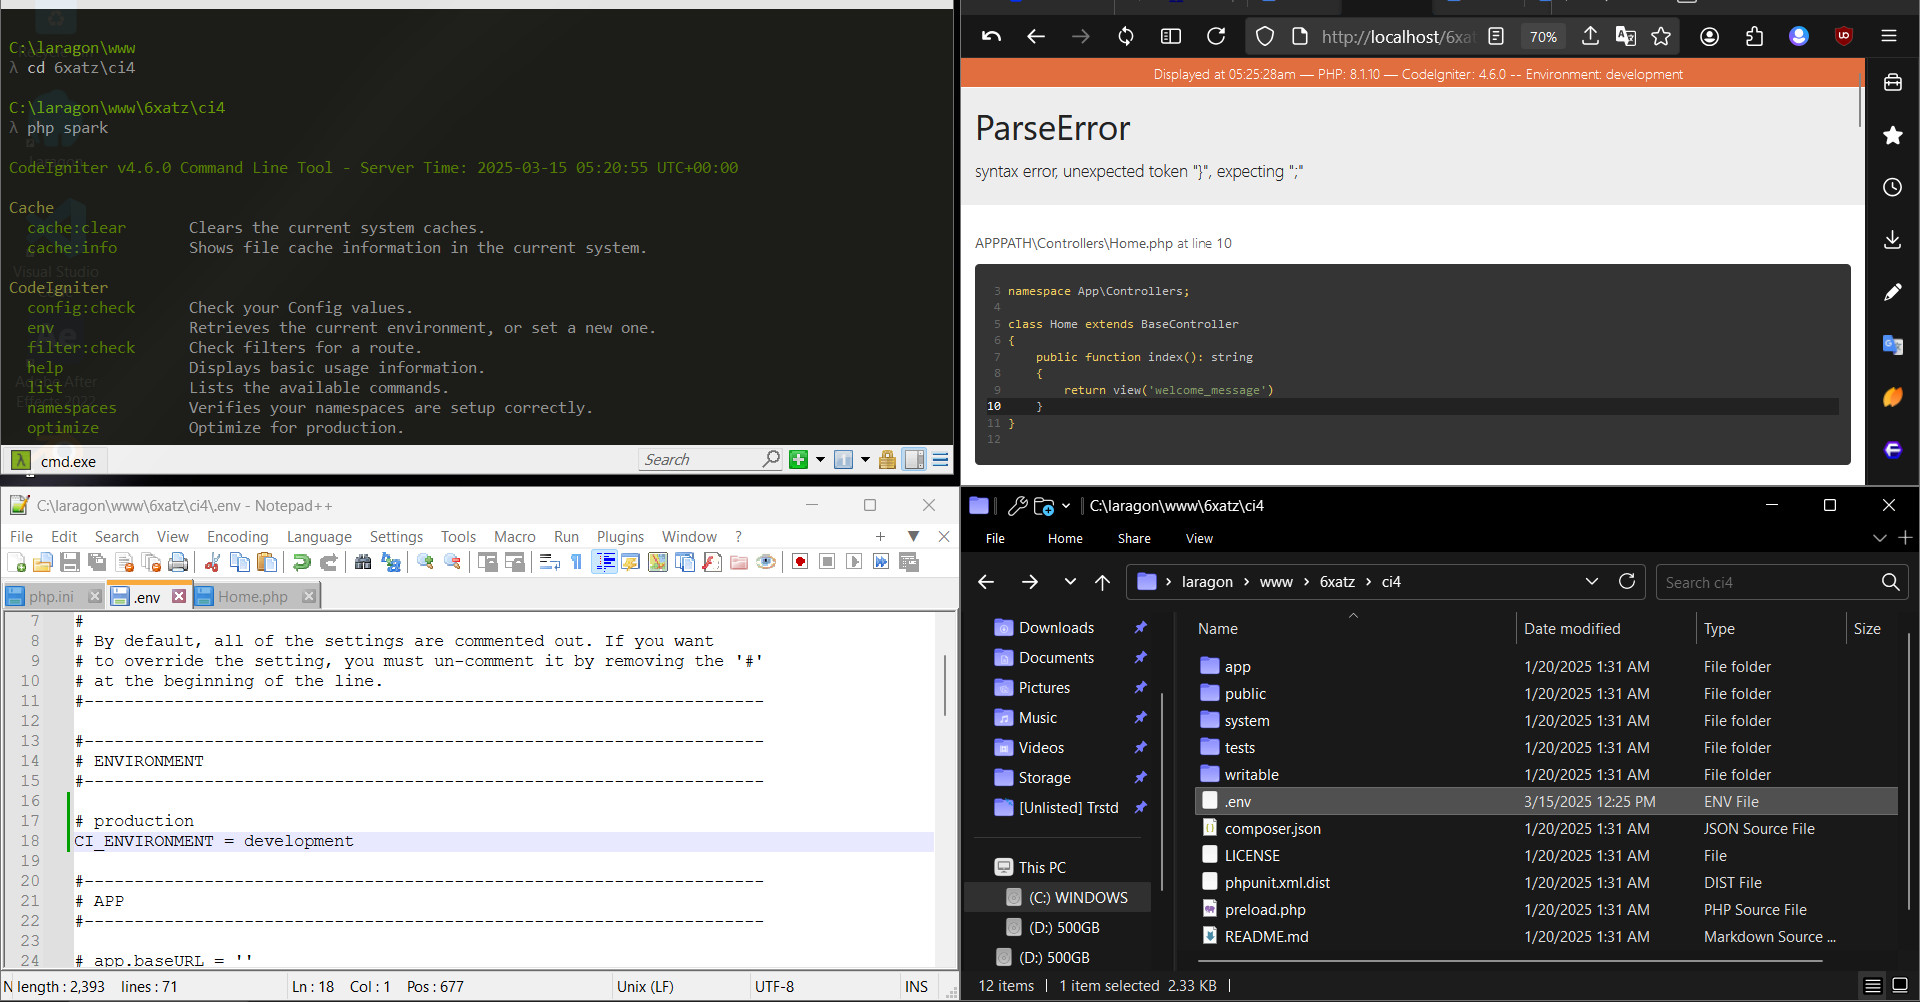 C:\laragon\www
λ cd 6xatz\ci4
C:\laragon\www\6xatz\ci4
λ php spark
CodeIgniter v4.6.0 Command Line Tool - Server Time: 2025-03-15 05:20:55 UTC+00:00
Cache
cache:clear Clears the current system caches.
cache:info Shows file cache information in the current system.
Visual Studio
CodeIgniter
config:check Check your Config values.
env Retrieves the current environment, or set a new one.
filter:check Check filters for a route.
help Displays basic usage information.
Adobe After
list Lists the available commands.
Effects 2022
namespaces Verifies your namespaces are setup correctly.
optimize Optimize for production.
λ cmd.exe
Search
http://localhost/6xat
70%
Displayed at 05:25:28am — PHP: 8.1.10 — CodeIgniter: 4.6.0 -- Environment: development
ParseError
syntax error, unexpected token "}", expecting ";"
APPPATH\Controllers\Home.php at line 10
3 namespace App\Controllers;
4
5 class Home extends BaseController
6 {
7 public function index(): string
8 {
9 return view('welcome_message')
10 }
11 }
12
C:\laragon\www\6xatz\ci4\.env - Notepad++
File Edit Search View Encoding Language Settings Tools Macro Run Plugins Window ?
php.ini .env Home.php
7 #
8 # By default, all of the settings are commented out. If you want
9 # to override the setting, you must un-comment it by removing the '#'
10 # at the beginning of the line.
11 #--------------------------------------------------------------------
12
13 #--------------------------------------------------------------------
14 # ENVIRONMENT
15 #--------------------------------------------------------------------
16
17 # production
18 CI_ENVIRONMENT = development
19
20 #--------------------------------------------------------------------
21 # APP
22 #--------------------------------------------------------------------
23
24 # app.baseURL = ''
N length : 2,393 lines : 71 Ln : 18 Col : 1 Pos : 677 Unix (LF) UTF-8 INS
C:\laragon\www\6xatz\ci4
File Home Share View
laragon › www › 6xatz › ci4
Search ci4
Downloads
Documents
Pictures
Music
Videos
Storage
[Unlisted] Trstd
This PC
(C:) WINDOWS
(D:) 500GB
(D:) 500GB
Name Date modified Type Size
app 1/20/2025 1:31 AM File folder
public 1/20/2025 1:31 AM File folder
system 1/20/2025 1:31 AM File folder
tests 1/20/2025 1:31 AM File folder
writable 1/20/2025 1:31 AM File folder
.env 3/15/2025 12:25 PM ENV File
composer.json 1/20/2025 1:31 AM JSON Source File
LICENSE 1/20/2025 1:31 AM File
phpunit.xml.dist 1/20/2025 1:31 AM DIST File
preload.php 1/20/2025 1:31 AM PHP Source File
README.md 1/20/2025 1:31 AM Markdown Source ...
12 items 1 item selected 2.33 KB